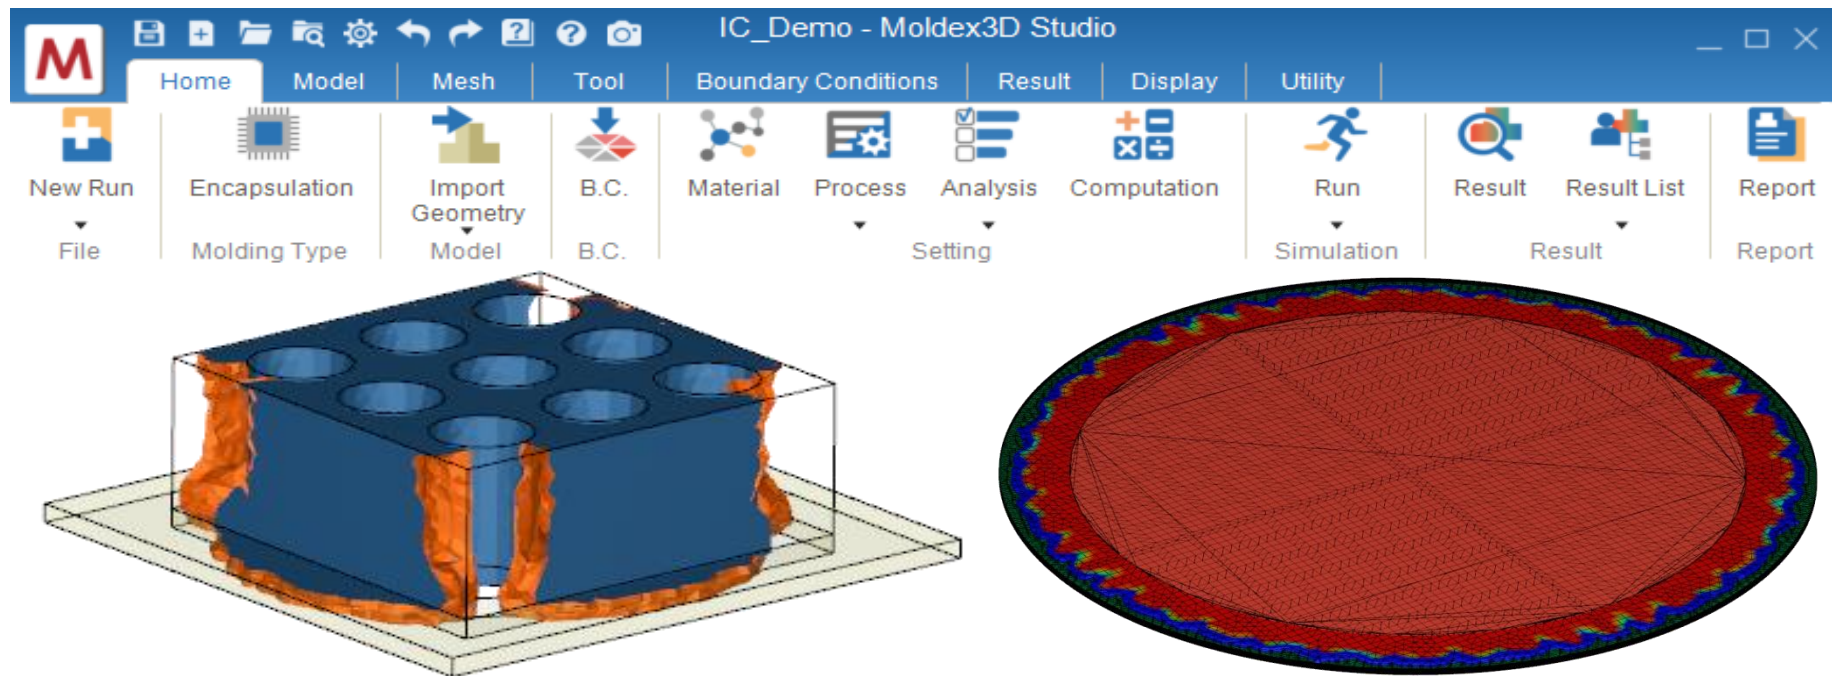 IC_Demo - Moldex3D Studio
M
Home Model Mesh Tool Boundary Conditions Result Display Utility
New Run Encapsulation Import Geometry B.C. Material Process Analysis Computation Run Result Result List Report
File Molding Type Model B.C. Setting Simulation Result Report